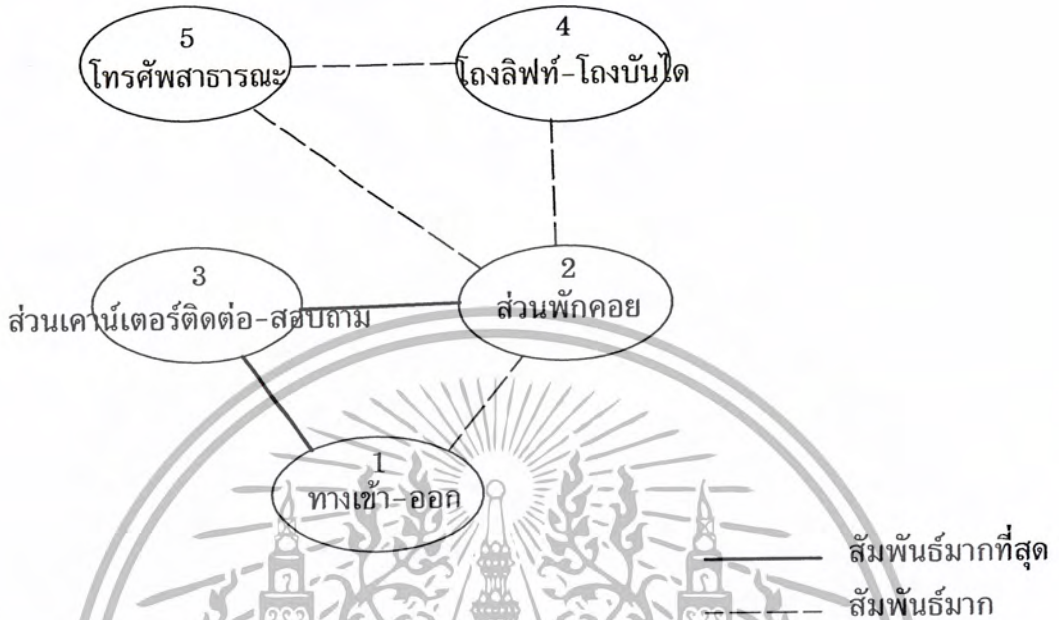 5
โทรศัพสาธารณะ
4
โถงลิฟท์-โถงบันได
3
ส่วนเคาน์เตอร์ติดต่อ-สอบถาม
2
ส่วนพักคอย
1
ทางเข้า-ออก
สัมพันธ์มากที่สุด
สัมพันธ์มาก